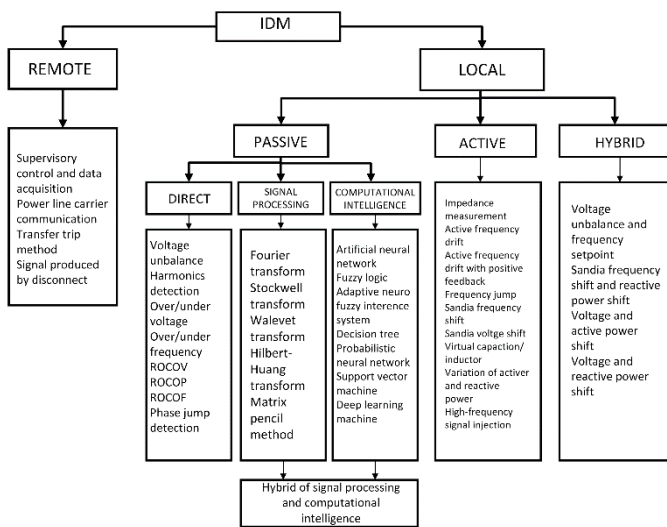 IDM
REMOTE
LOCAL
Supervisory
control and data
acquisition
Power line carrier
communication
Transfer trip
method
Signal produced
by disconnect
PASSIVE
ACTIVE
HYBRID
DIRECT
SIGNAL
PROCESSING
COMPUTATIONAL
INTELLIGENCE
Voltage
unbalance
Harmonics
detection
Over/under
voltage
Over/under
frequency
ROCOV
ROCOP
ROCOF
Phase jump
detection
Fourier
transform
Stockwell
transform
Walevet
transform
Hilbert-
Huang
transform
Matrix
pencil
method
Artificial neural
network
Fuzzy logic
Adaptive neuro
fuzzy interence
system
Decision tree
Probabilistic
neural network
Support vector
machine
Deep learning
machine
Impedance
measurement
Active frequency
drift
Active frequency
drift with positive
feedback
Frequency jump
Sandia frequency
shift
Sandia voltge shift
Virtual capaction/
inductor
Variation of activer
and reactive
power
High-frequency
signal injection
Voltage
unbalance and
frequency
setpoint
Sandia frequency
shift and reactive
power shift
Voltage and
active power
shift
Voltage and
reactive power
shift
Hybrid of signal processing
and computational
intelligence